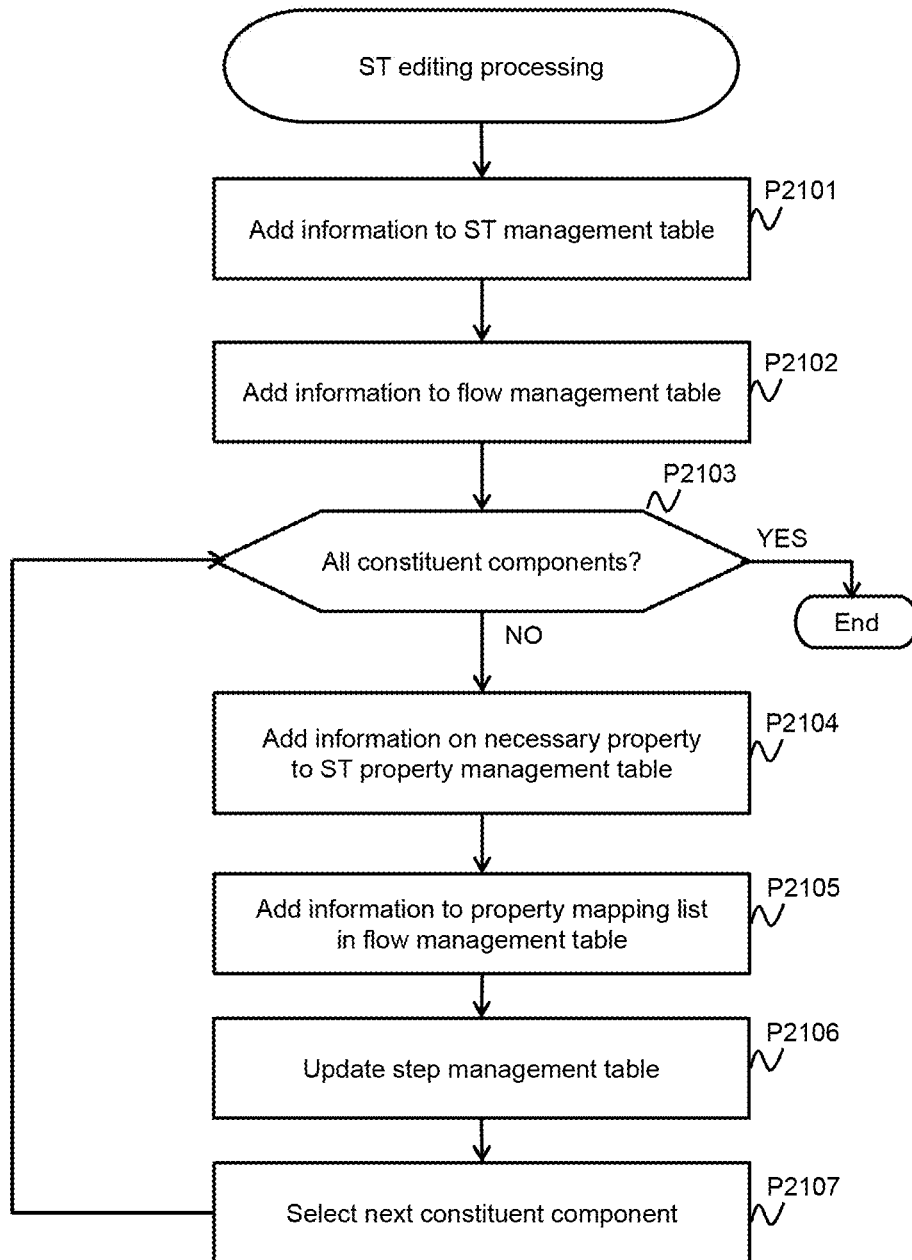 ST editing processing
P2101
Add information to ST management table
P2102
Add information to flow management table
P2103
All constituent components?
YES
End
NO
P2104
Add information on necessary property
to ST property management table
P2105
Add information to property mapping list
in flow management table
P2106
Update step management table
P2107
Select next constituent component